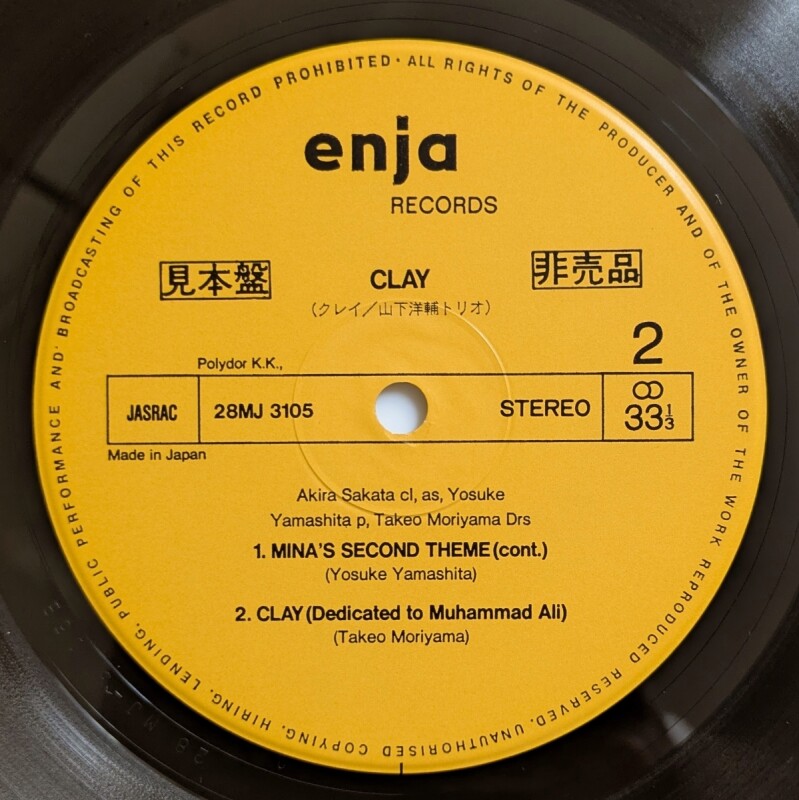 enja
RECORDS
見本盤
CLAY
非売品
(クレイ／山下洋輔トリオ)
2
Polydor K.K.,
JASRAC
28MJ 3105
STEREO
33⅓
Made in Japan
Akira Sakata cl, as, Yosuke
Yamashita p, Takeo Moriyama Drs
1. MINA'S SECOND THEME (cont.)
(Yosuke Yamashita)
2. CLAY (Dedicated to Muhammad Ali)
(Takeo Moriyama)
ALL RIGHTS OF THE PRODUCER AND OF THE OWNER OF THE WORK REPRODUCED RESERVED. UNAUTHORISED COPYING, HIRING, LENDING, PUBLIC PERFORMANCE AND BROADCASTING OF THIS RECORD PROHIBITED·